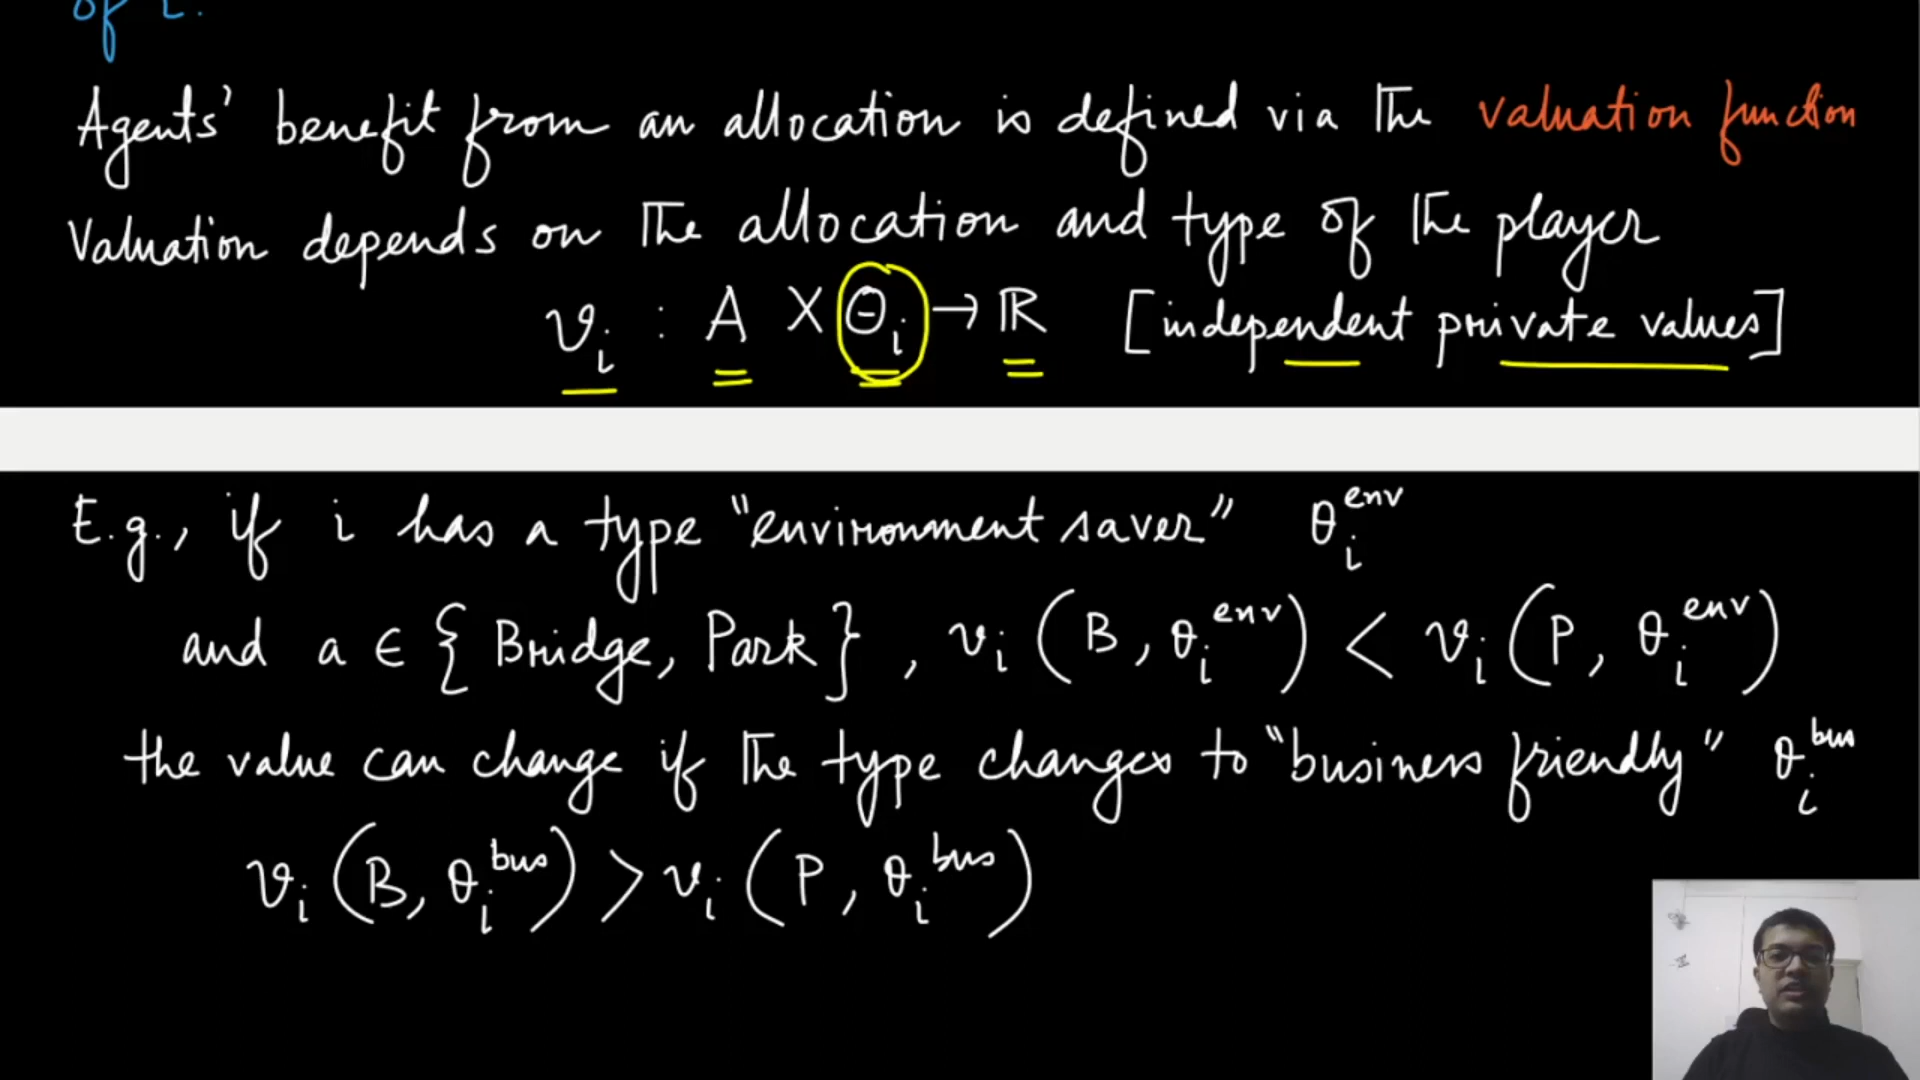 of i.
Agents' benefit from an allocation is defined via the valuation function
Valuation depends on the allocation and type of the player
v_i : A X Θ_i → ℝ [independent private values]
E.g., if i has a type "environment saver" θ_i^env
and a ∈ { Bridge, Park } , v_i (B, θ_i^env) < v_i (P, θ_i^env)
the value can change if the type changes to "business friendly" θ_i^bus
v_i (B, θ_i^bus) > v_i (P, θ_i^bus)